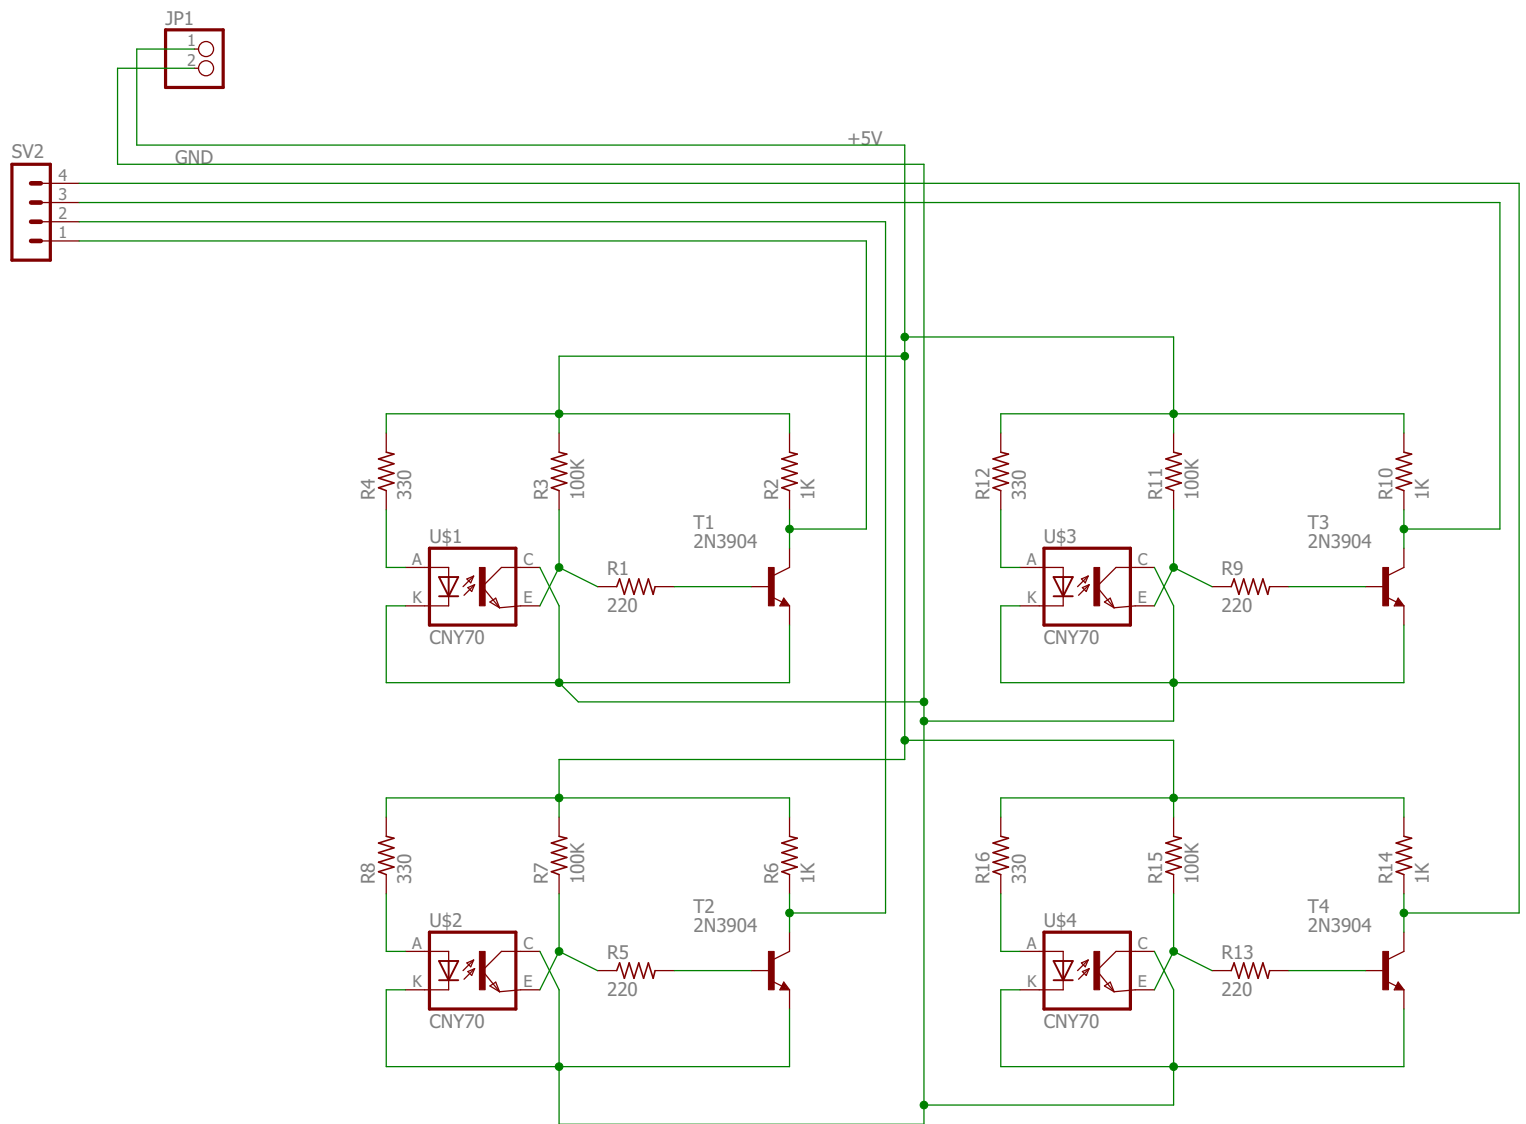 JP1
1
2
+5V
GND
SV2
4
3
2
1
R4
330
R3
100K
R2
1K
U$1
A
K
C
E
CNY70
R1
220
T1
2N3904
R12
330
R11
100K
R10
1K
U$3
A
K
C
E
CNY70
R9
220
T3
2N3904
R8
330
R7
100K
R6
1K
U$2
A
K
C
E
CNY70
R5
220
T2
2N3904
R16
330
R15
100K
R14
1K
U$4
A
K
C
E
CNY70
R13
220
T4
2N3904